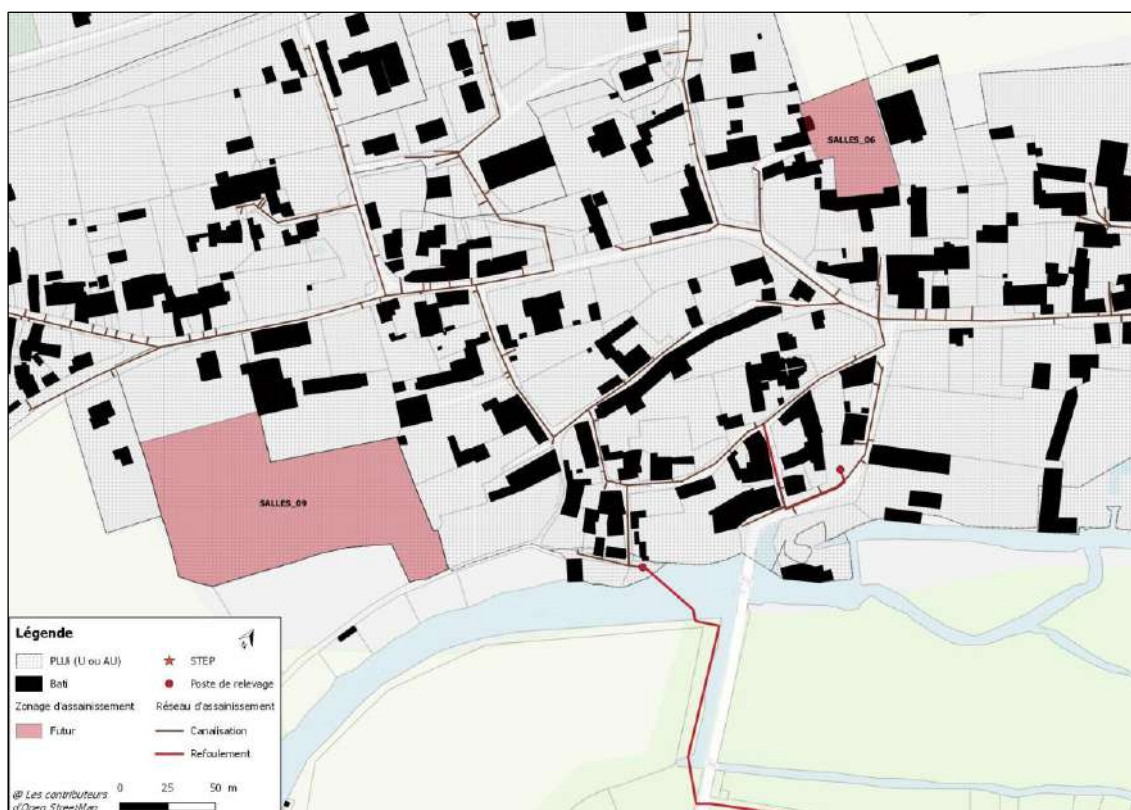 SALLES_06
SALLES_09
Légende
PLUi (U ou AU)
Bati
Zonage d'assainissement
Futur
STEP
Poste de relevage
Réseau d'assainissement
Canalisation
Refoulement
@ Les contributeurs
d'Open StreetMap
0 25 50 m